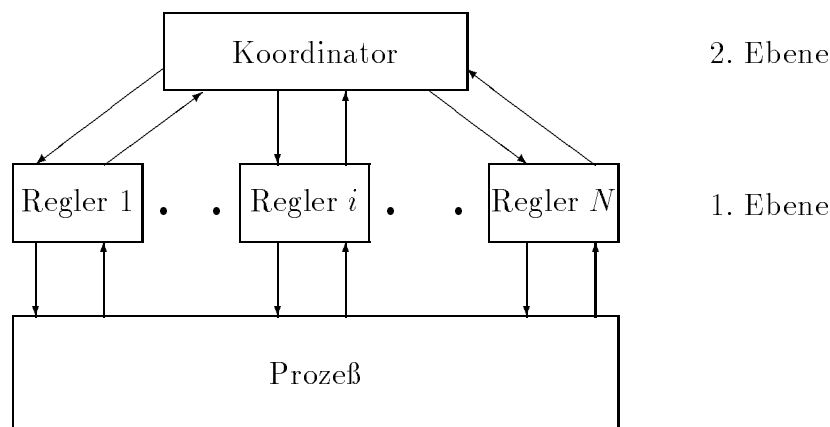 Koordinator 2. Ebene
Regler 1 Regler i Regler N 1. Ebene
Prozeß